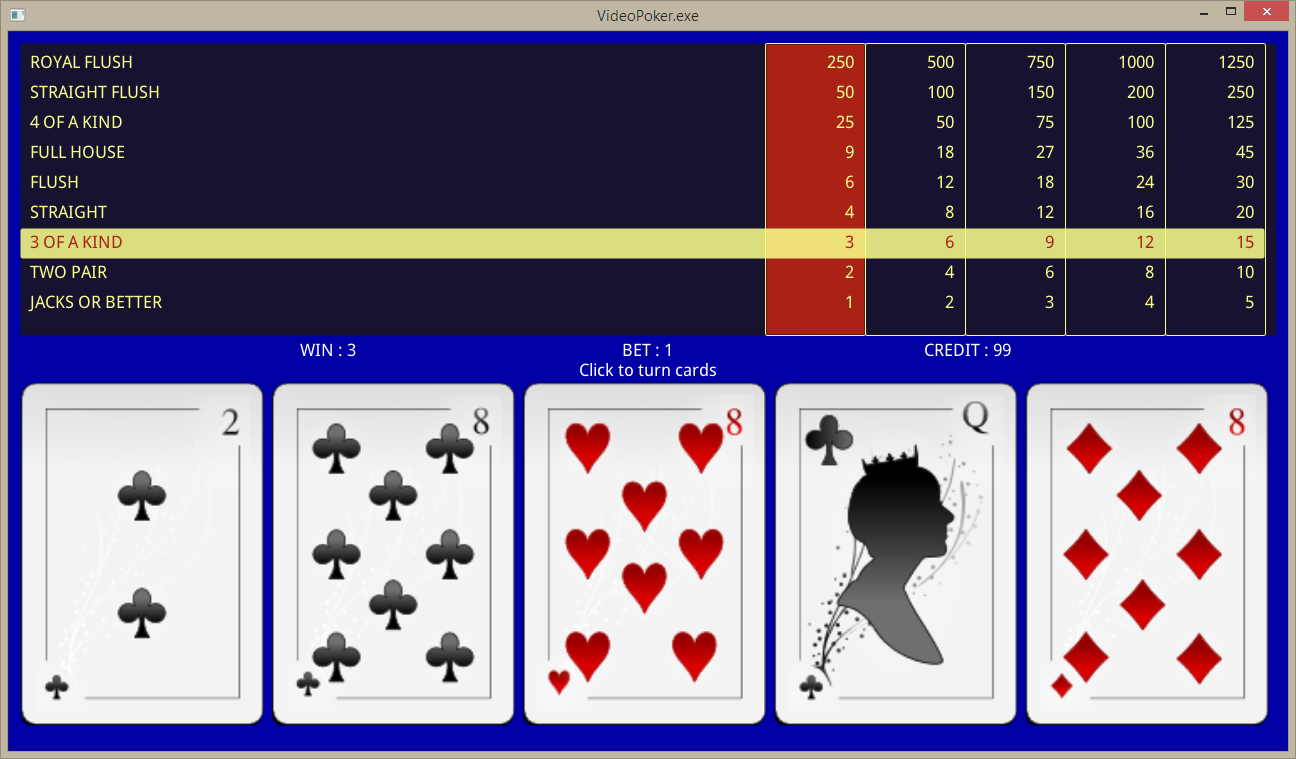 VideoPoker.exe
ROYAL FLUSH 250 500 750 1000 1250
STRAIGHT FLUSH 50 100 150 200 250
4 OF A KIND 25 50 75 100 125
FULL HOUSE 9 18 27 36 45
FLUSH 6 12 18 24 30
STRAIGHT 4 8 12 16 20
3 OF A KIND 3 6 9 12 15
TWO PAIR 2 4 6 8 10
JACKS OR BETTER 1 2 3 4 5
WIN : 3 BET : 1 CREDIT : 99
Click to turn cards
2 8 8 Q 8